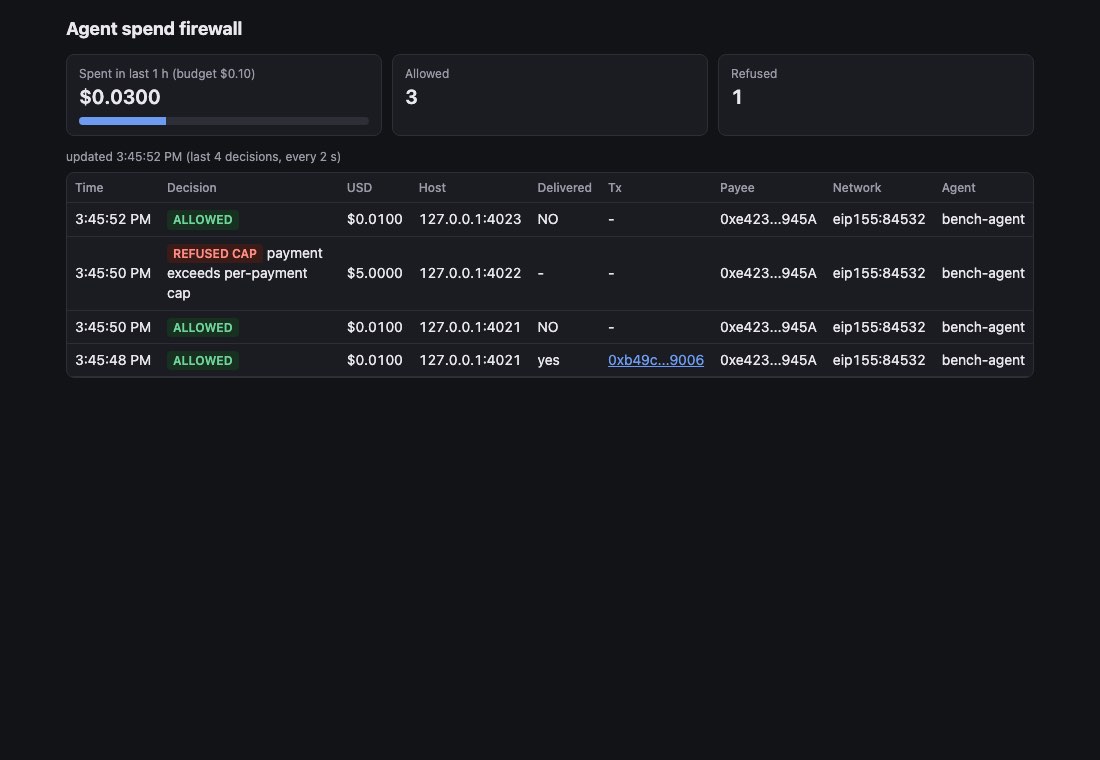 Agent spend firewall
Spent in last 1 h (budget $0.10)
$0.0300
Allowed
3
Refused
1
updated 3:45:52 PM (last 4 decisions, every 2 s)
Time Decision USD Host Delivered Tx Payee Network Agent
3:45:52 PM ALLOWED $0.0100 127.0.0.1:4023 NO - 0xe423...945A eip155:84532 bench-agent
3:45:50 PM REFUSED CAP payment exceeds per-payment cap $5.0000 127.0.0.1:4022 - - 0xe423...945A eip155:84532 bench-agent
3:45:50 PM ALLOWED $0.0100 127.0.0.1:4021 NO - 0xe423...945A eip155:84532 bench-agent
3:45:48 PM ALLOWED $0.0100 127.0.0.1:4021 yes 0xb49c...9006 0xe423...945A eip155:84532 bench-agent